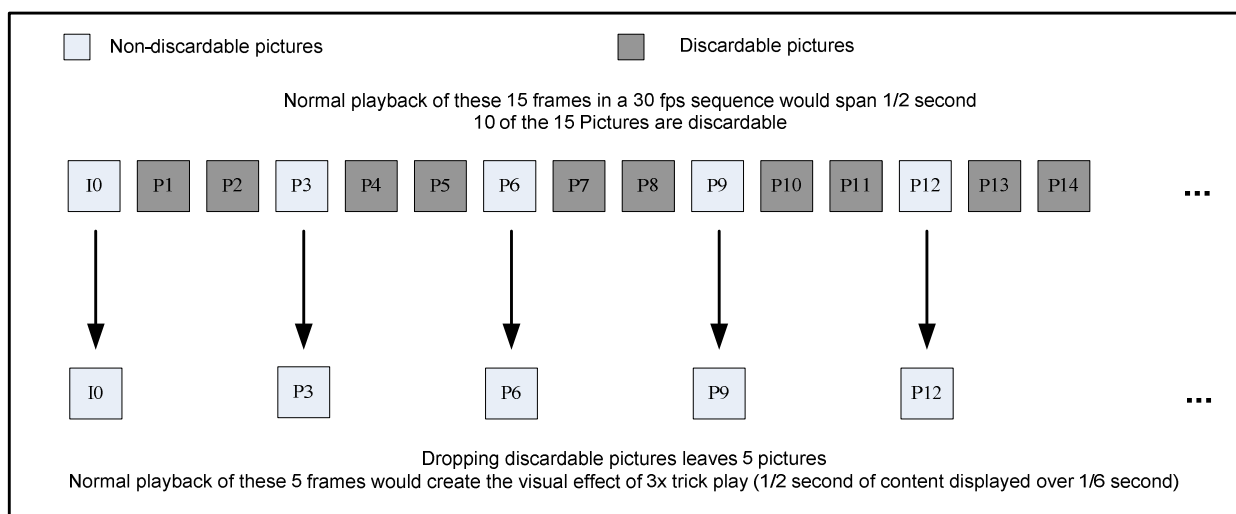 Non-discardable pictures
Discardable pictures
Normal playback of these 15 frames in a 30 fps sequence would span 1/2 second
10 of the 15 Pictures are discardable
I0 P1 P2 P3 P4 P5 P6 P7 P8 P9 P10 P11 P12 P13 P14 ...
I0 P3 P6 P9 P12 ...
Dropping discardable pictures leaves 5 pictures
Normal playback of these 5 frames would create the visual effect of 3x trick play (1/2 second of content displayed over 1/6 second)